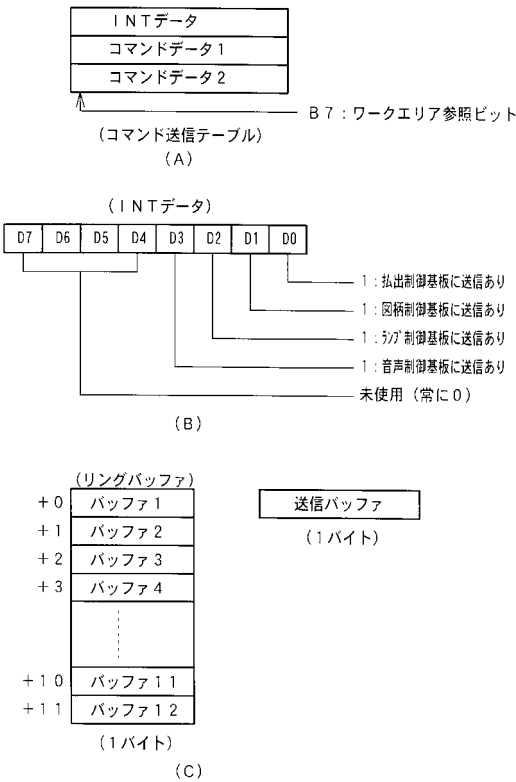 ＩＮＴデータ
コマンドデータ１
コマンドデータ２
Ｂ７：ワークエリア参照ビット
（コマンド送信テーブル）
（Ａ）
（ＩＮＴデータ）
D7 D6 D5 D4 D3 D2 D1 D0
１：払出制御基板に送信あり
１：図柄制御基板に送信あり
１：ﾗﾝﾌﾟ制御基板に送信あり
１：音声制御基板に送信あり
未使用（常に０）
（Ｂ）
（リングバッファ）
＋０ バッファ１
＋１ バッファ２
＋２ バッファ３
＋３ バッファ４
＋１０ バッファ１１
＋１１ バッファ１２
（１バイト）
送信バッファ
（１バイト）
（Ｃ）